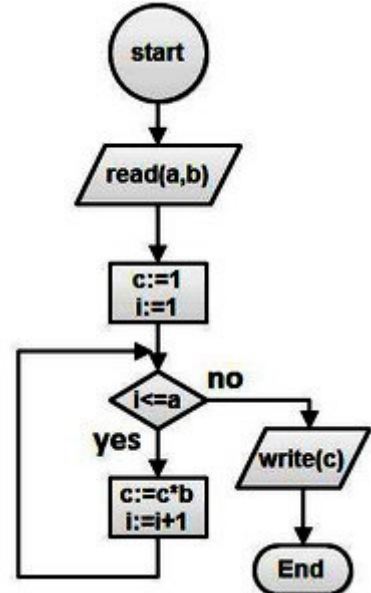 start
read(a,b)
c:=1
i:=1
i<=a
no
yes
write(c)
c:=c*b
i:=i+1
End